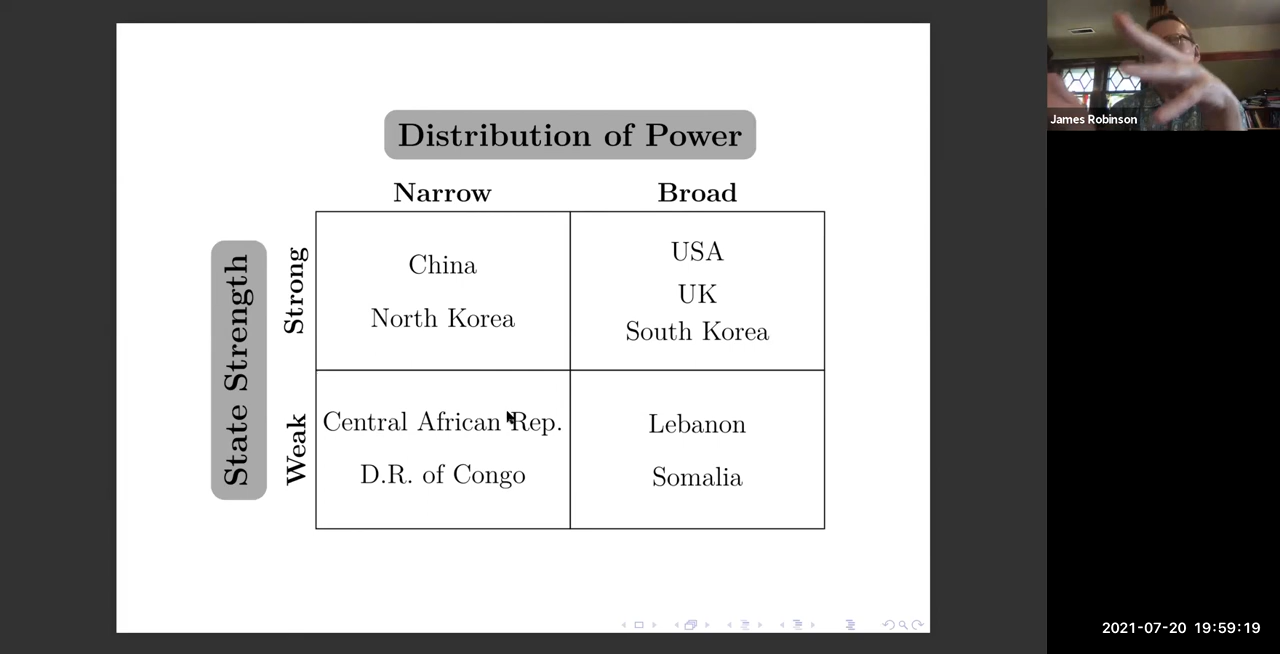 Distribution of Power
Narrow Broad
State Strength
Strong
China
North Korea
USA
UK
South Korea
Weak
Central African Rep.
D.R. of Congo
Lebanon
Somalia
James Robinson
2021-07-20 19:59:19